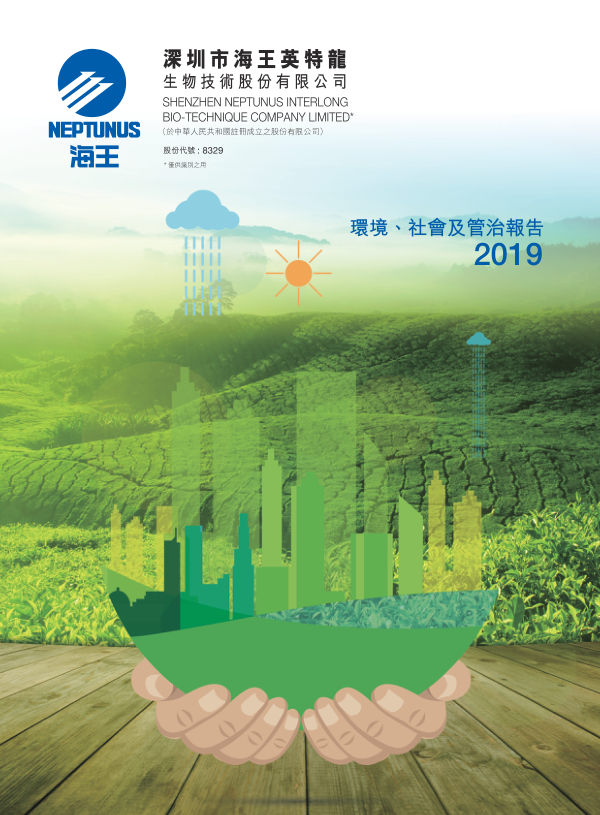 NEPTUNUS
海王
深圳市海王英特龍
生物技術股份有限公司
SHENZHEN NEPTUNUS INTERLONG
BIO-TECHNIQUE COMPANY LIMITED*
(於中華人民共和國註冊成立之股份有限公司)
股份代號 : 8329
* 僅供識別之用
環境、社會及管治報告
2019